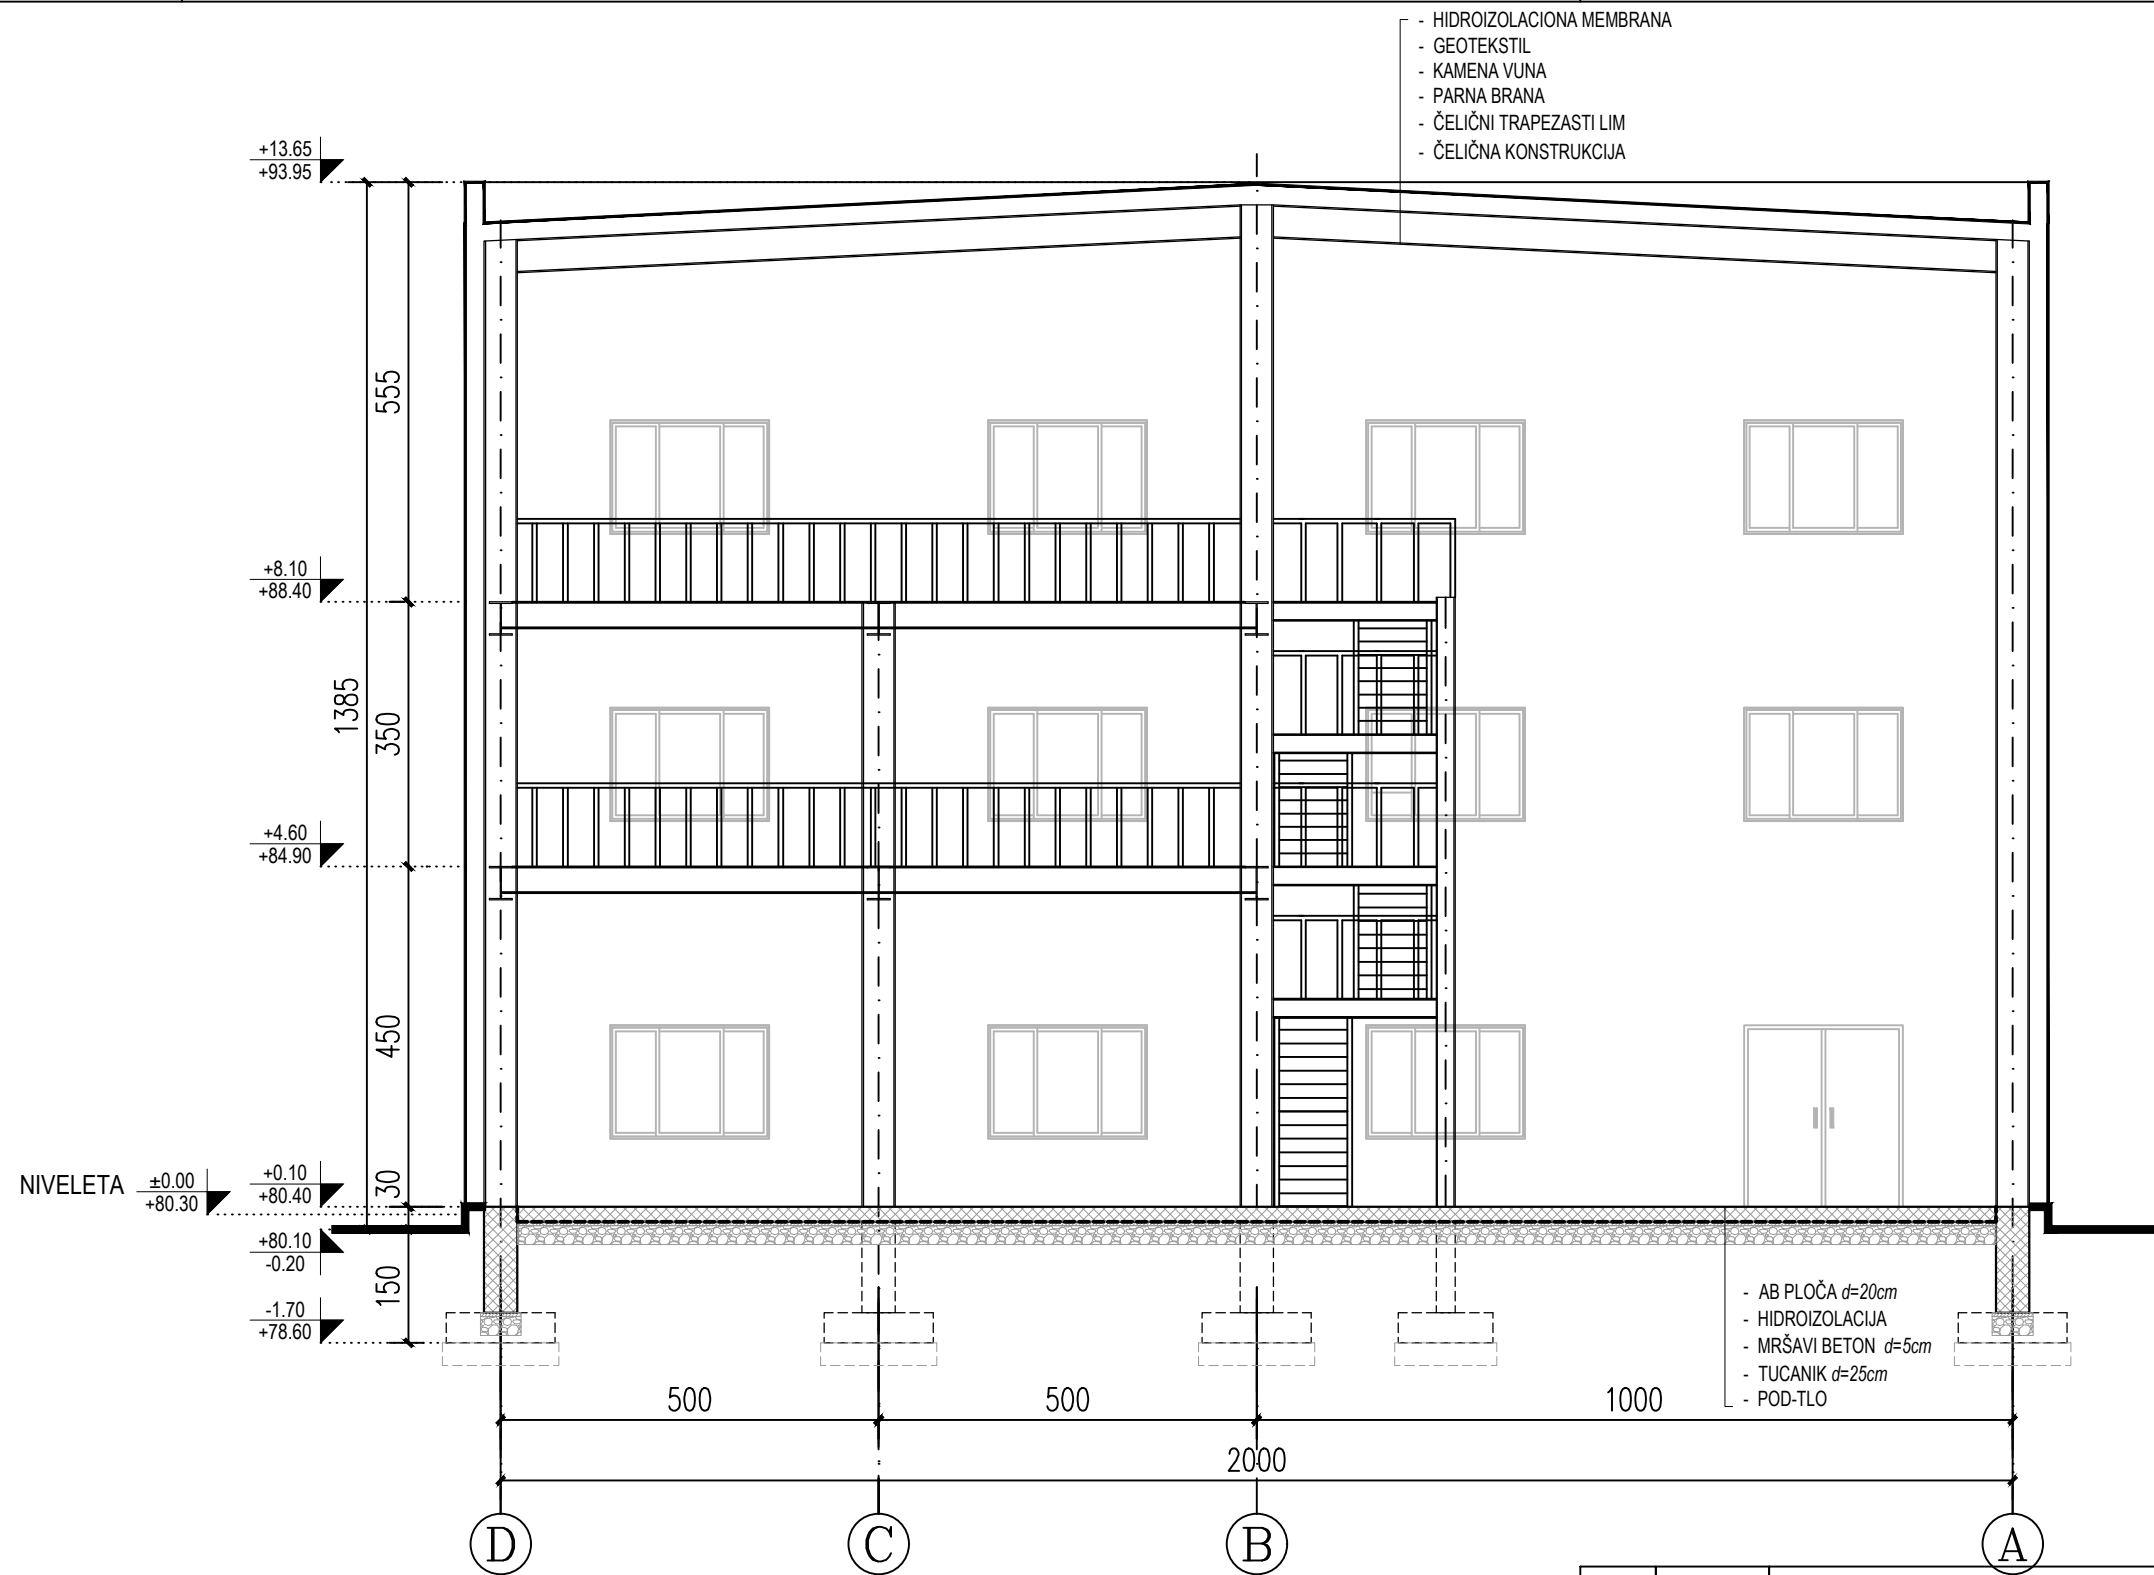 - HIDROIZOLACIONA MEMBRANA
- GEOTEKSTIL
- KAMENA VUNA
- PARNA BRANA
- ČELIČNI TRAPEZASTI LIM
- ČELIČNA KONSTRUKCIJA
+13.65
+93.95
555
+8.10
+88.40
1385
350
+4.60
+84.90
450
NIVELETA
±0.00
+80.30
+0.10
+80.40
30
+80.10
-0.20
150
-1.70
+78.60
- AB PLOČA d=20cm
- HIDROIZOLACIJA
- MRŠAVI BETON d=5cm
- TUCANIK d=25cm
- POD-TLO
500 500 1000
2000
D C B A